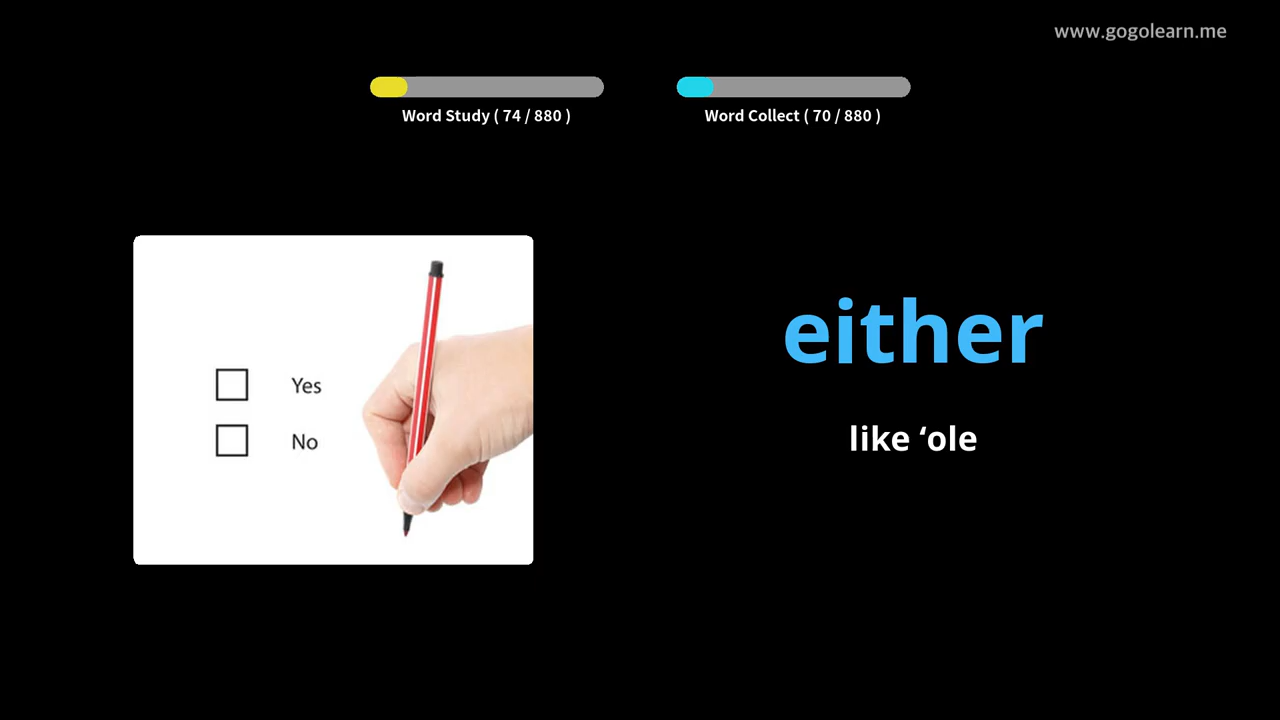 www.gogolearn.me
Word Study ( 74 / 880 )
Word Collect ( 70 / 880 )
Yes
No
either
like ‘ole